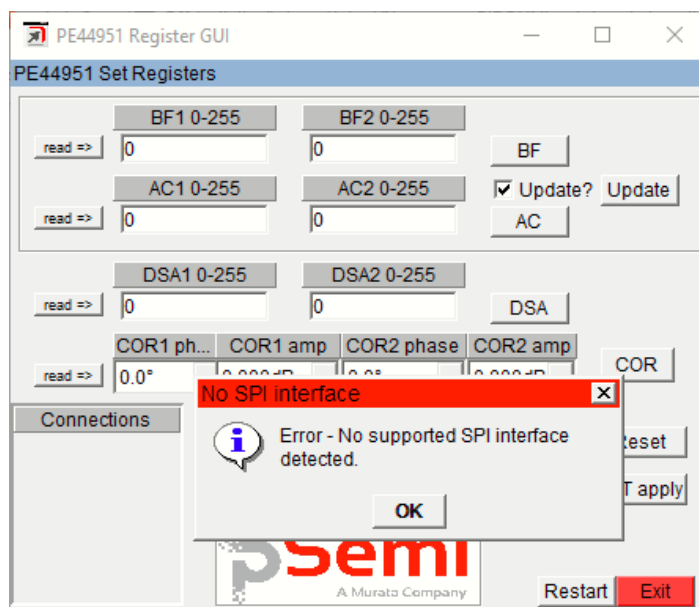 PE44951 Register GUI
PE44951 Set Registers
BF1 0-255 BF2 0-255
read => 0 0 BF
AC1 0-255 AC2 0-255 Update? Update
read => 0 0 AC
DSA1 0-255 DSA2 0-255
read => 0 0 DSA
COR1 ph... COR1 amp COR2 phase COR2 amp
read => 0.0° COR
No SPI interface
Connections
Error - No supported SPI interface
detected.
OK
T apply
pSemi
A Murata Company
Restart Exit